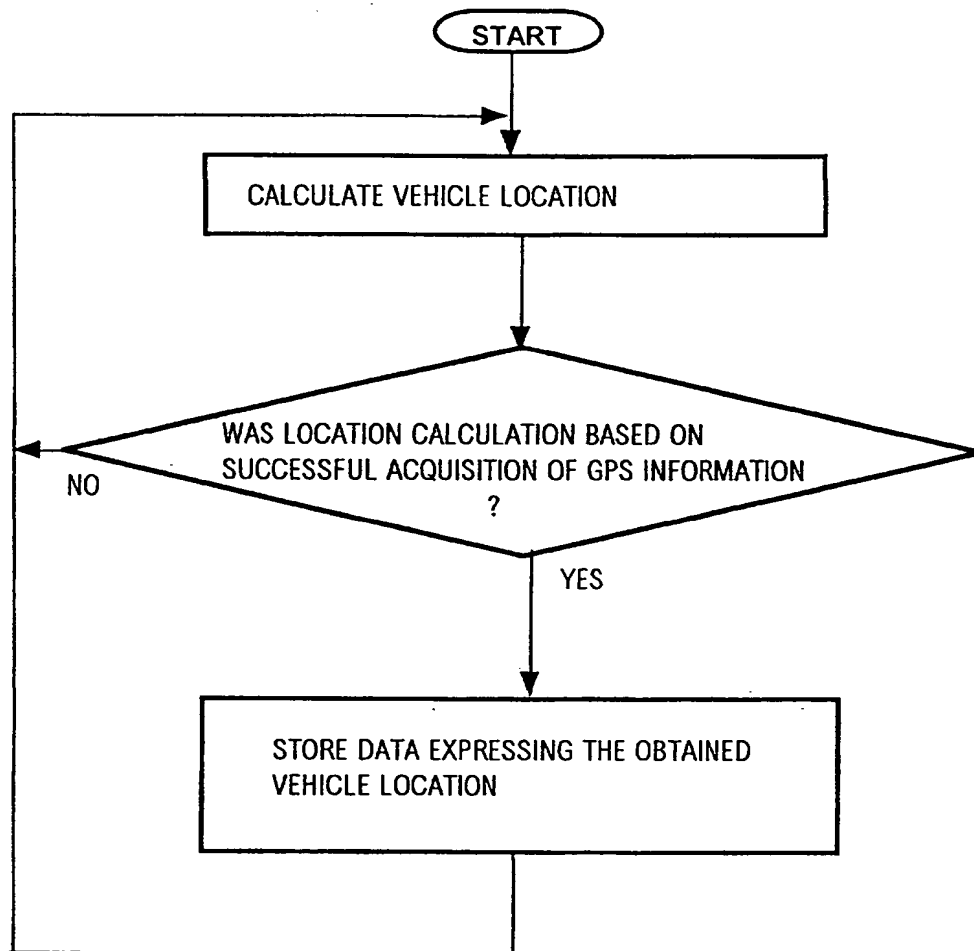 START
CALCULATE VEHICLE LOCATION
WAS LOCATION CALCULATION BASED ON
SUCCESSFUL ACQUISITION OF GPS INFORMATION
?
NO
YES
STORE DATA EXPRESSING THE OBTAINED
VEHICLE LOCATION